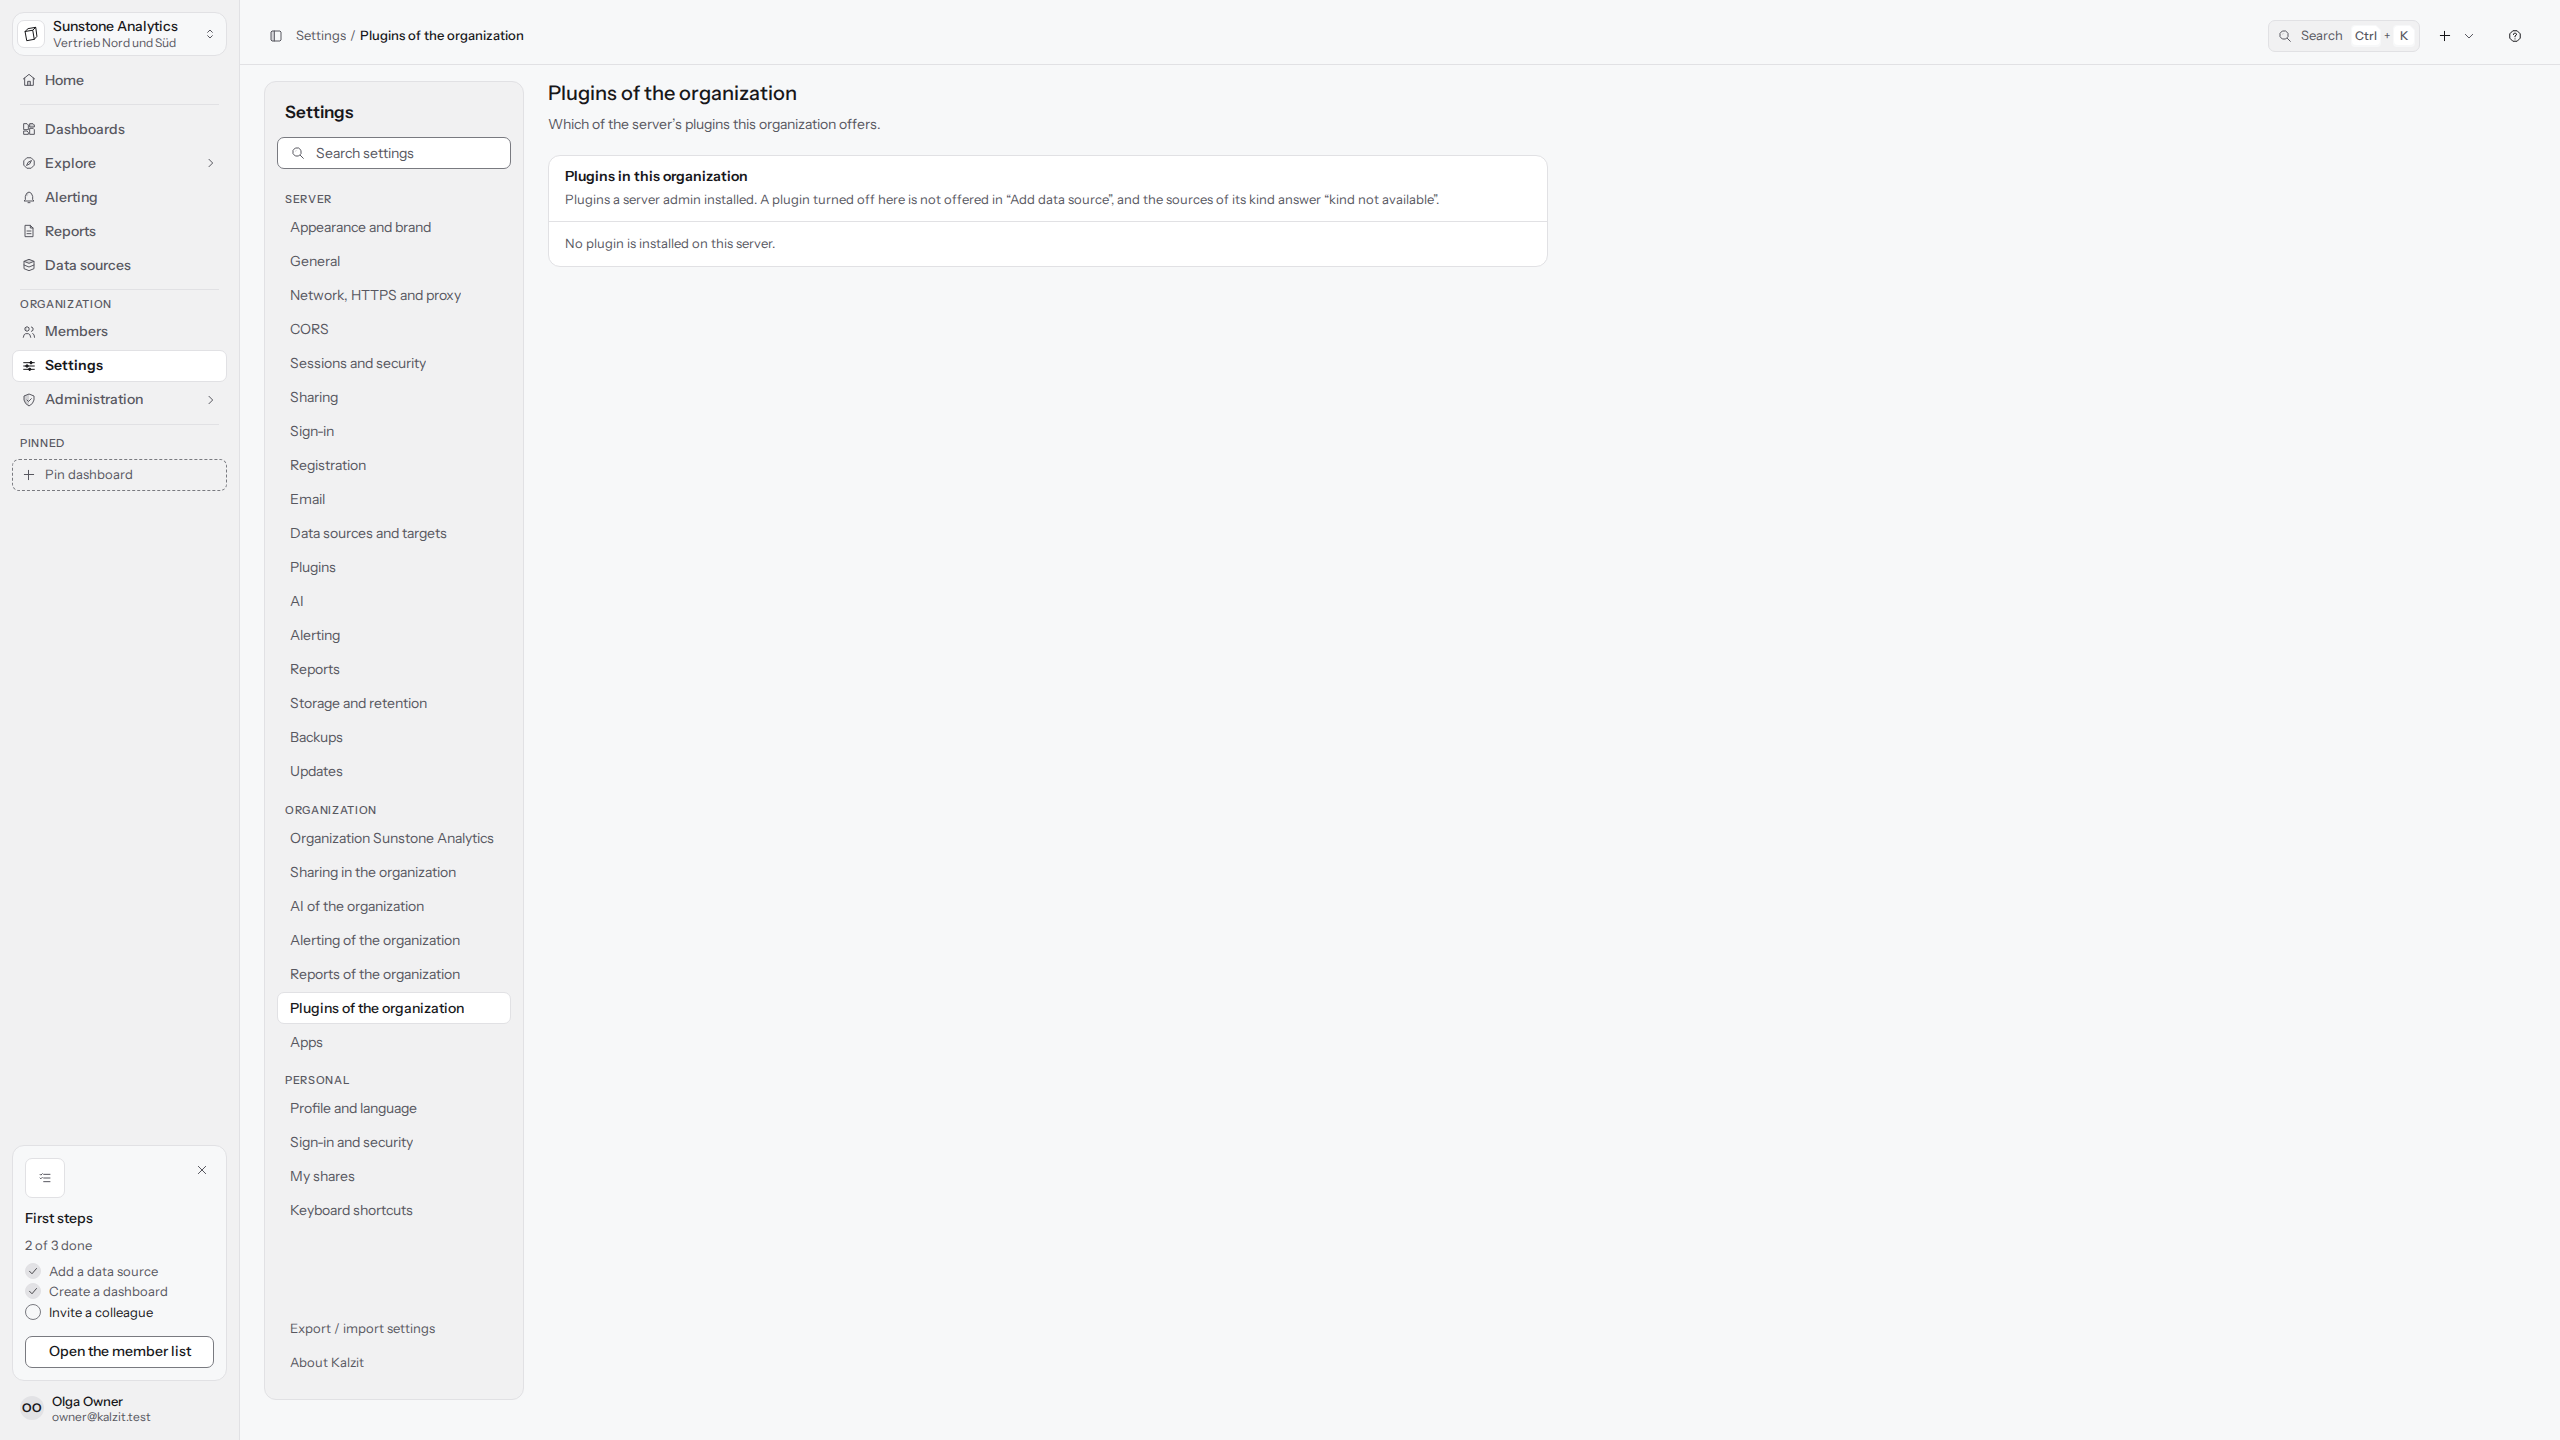 Sunstone Analytics
Vertrieb Nord und Süd
Home
Dashboards
Explore
Alerting
Reports
Data sources
ORGANIZATION
Members
Settings
Administration
PINNED
Pin dashboard
First steps
2 of 3 done
Add a data source
Create a dashboard
Invite a colleague
Open the member list
OO
Olga Owner
owner@kalzit.test
Settings / Plugins of the organization
Search Ctrl + K
Settings
Search settings
SERVER
Appearance and brand
General
Network, HTTPS and proxy
CORS
Sessions and security
Sharing
Sign-in
Registration
Email
Data sources and targets
Plugins
AI
Alerting
Reports
Storage and retention
Backups
Updates
ORGANIZATION
Organization Sunstone Analytics
Sharing in the organization
AI of the organization
Alerting of the organization
Reports of the organization
Plugins of the organization
Apps
PERSONAL
Profile and language
Sign-in and security
My shares
Keyboard shortcuts
Export / import settings
About Kalzit
Plugins of the organization
Which of the server’s plugins this organization offers.
Plugins in this organization
Plugins a server admin installed. A plugin turned off here is not offered in “Add data source”, and the sources of its kind answer “kind not available”.
No plugin is installed on this server.